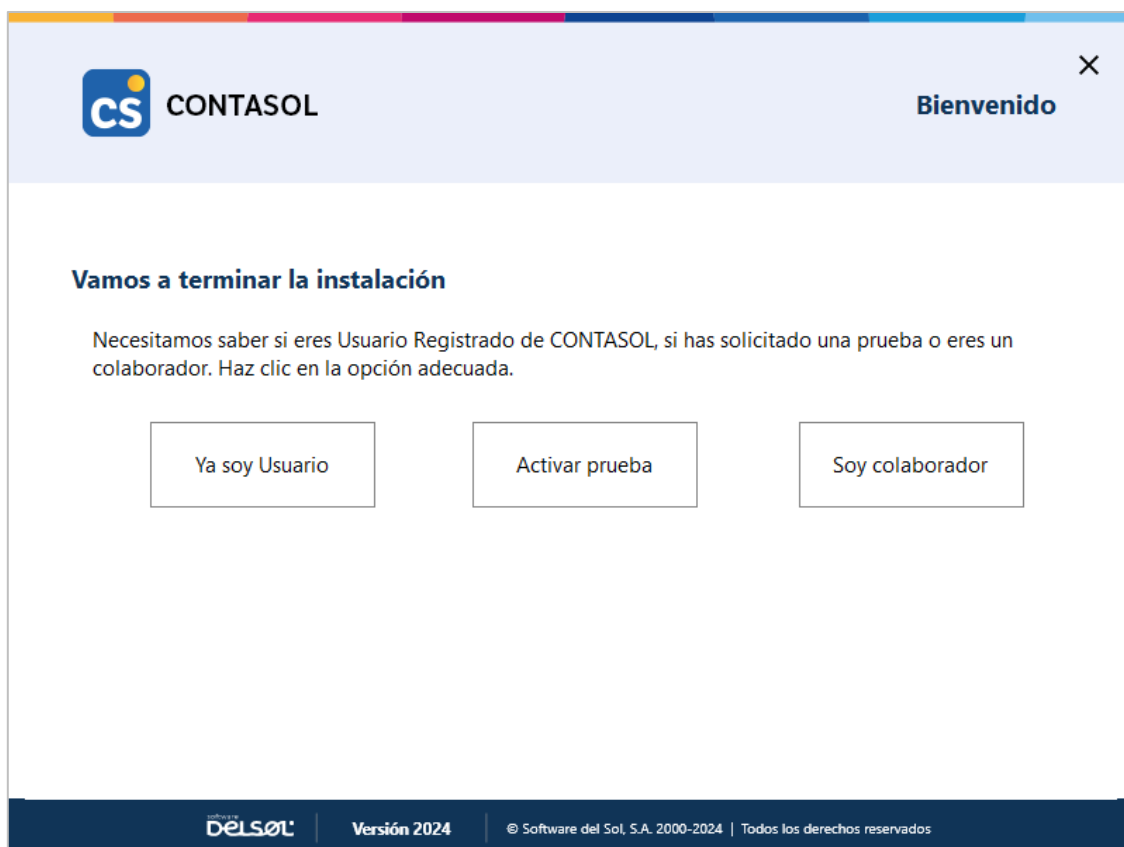 cs CONTASOL
Bienvenido
Vamos a terminar la instalación
Necesitamos saber si eres Usuario Registrado de CONTASOL, si has solicitado una prueba o eres un
colaborador. Haz clic en la opción adecuada.
Ya soy Usuario
Activar prueba
Soy colaborador
software
DELSOL
Versión 2024
© Software del Sol, S.A. 2000-2024 | Todos los derechos reservados